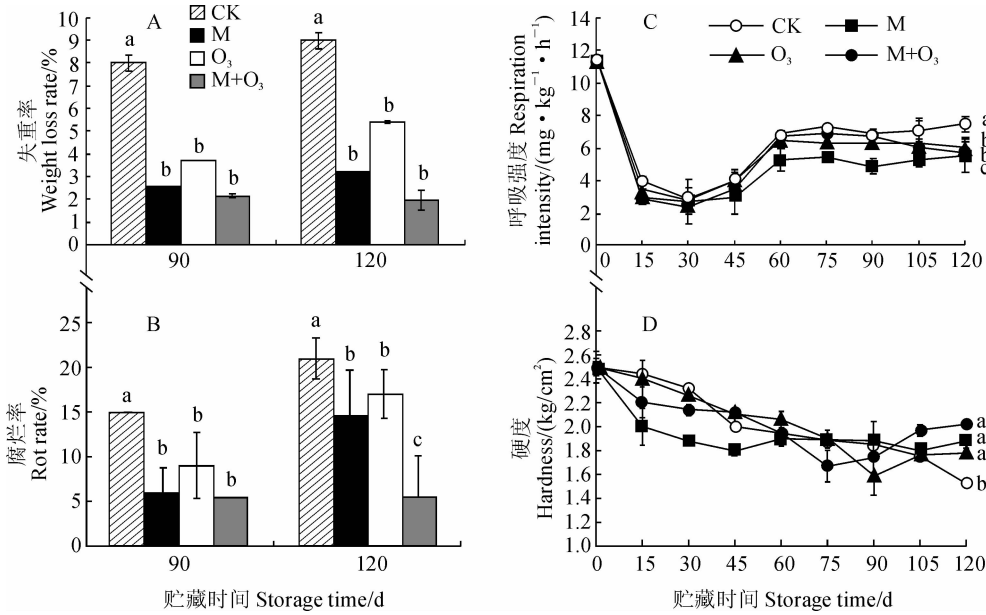 A
CK
M
O₃
M+O₃
失重率
Weight loss rate/%
10
9
8
7
6
5
4
3
2
1
0
a
b
b
b
a
b
b
b
90
120
B
腐烂率
Rot rate/%
25
20
15
10
5
0
a
b
b
b
a
b
b
c
90
120
贮藏时间 Storage time/d
C
CK
M
O₃
M+O₃
呼吸强度 Respiration
intensity/(mg·kg⁻¹·h⁻¹)
14
12
10
8
6
4
2
0
a
b
b
c
0 15 30 45 60 75 90 105 120
D
硬度
Hardness/(kg/cm²)
2.8
2.6
2.4
2.2
2.0
1.8
1.6
1.4
1.2
1.0
a
a
b
0 15 30 45 60 75 90 105 120
贮藏时间 Storage time/d